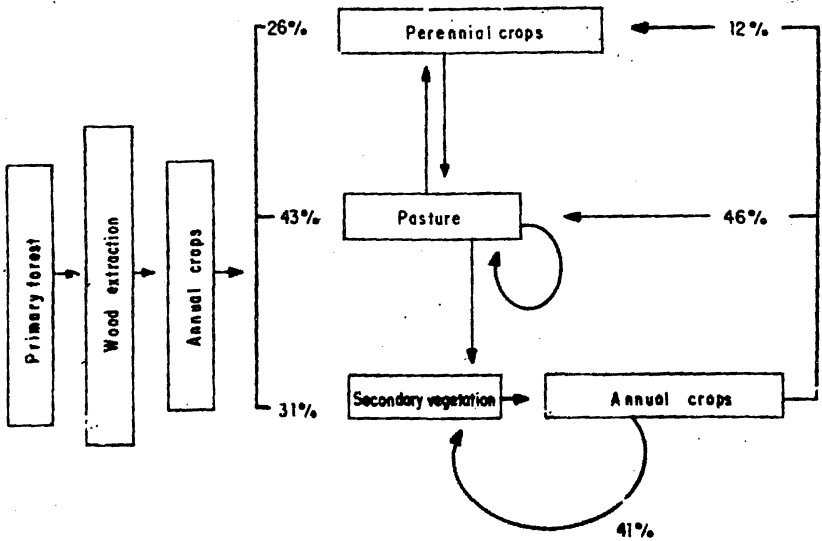 26%
Perennial crops
12%
Primary forest
Wood extraction
Annual crops
43%
Pasture
46%
31%
Secondary vegetation
Annual crops
41%